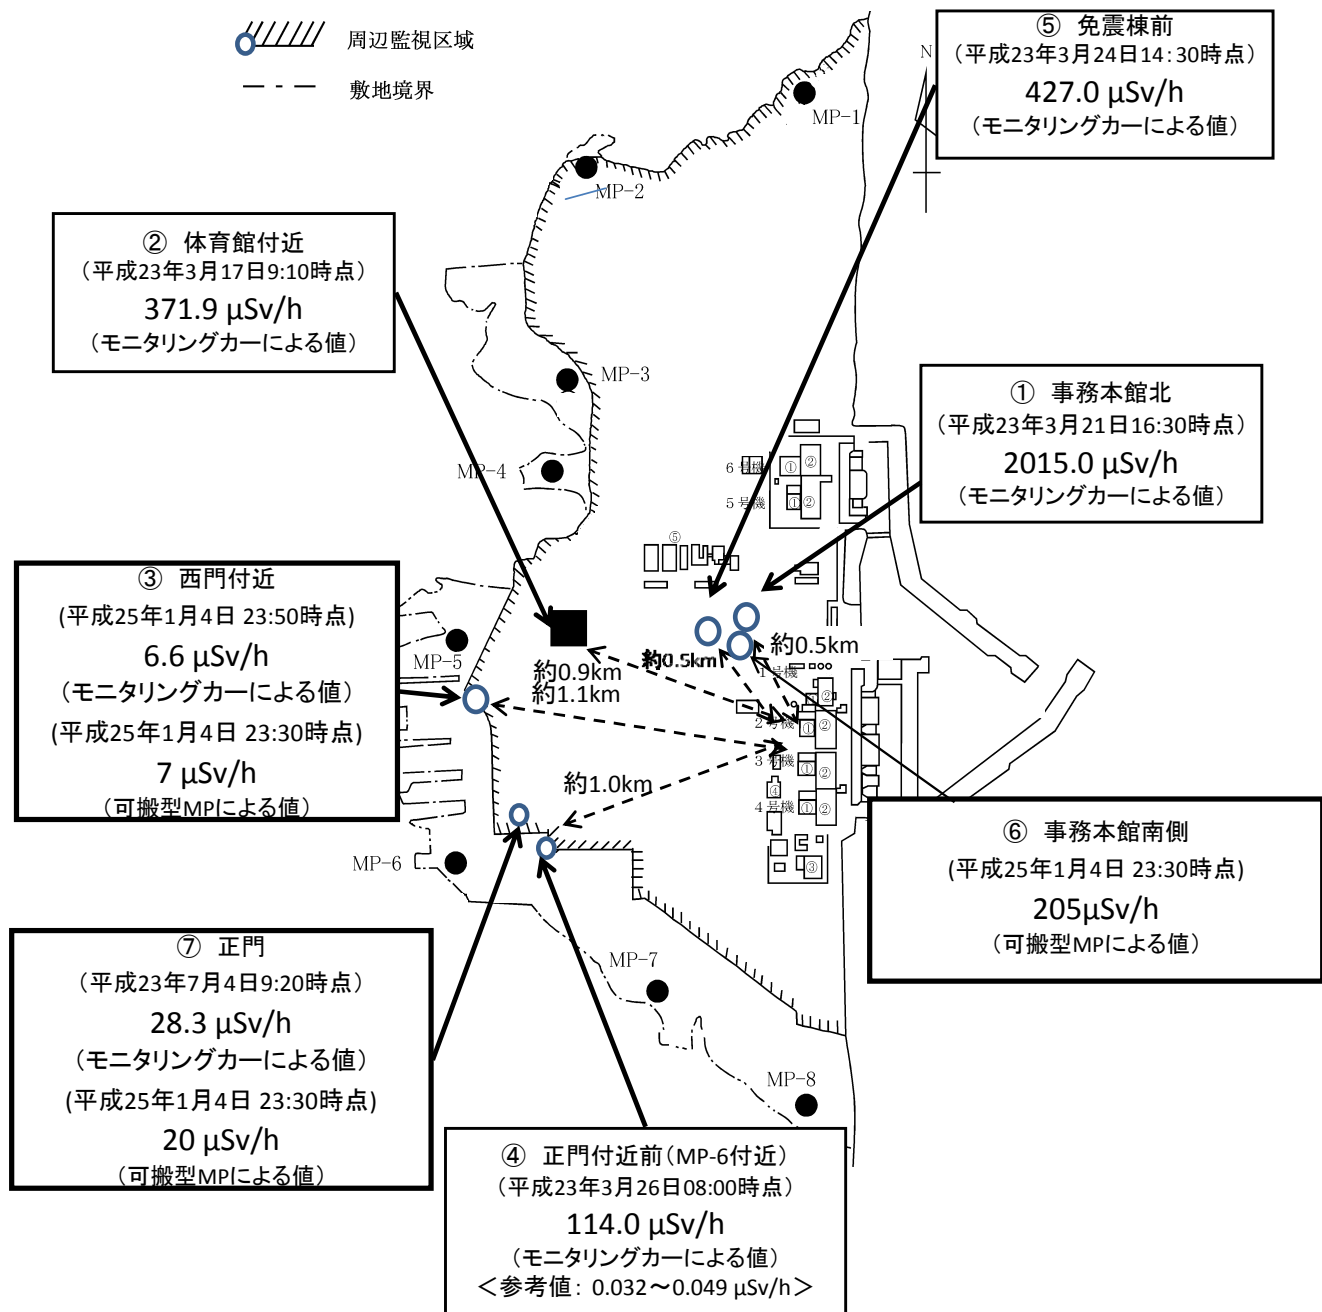 周辺監視区域
敷地境界
⑤ 免震棟前
（平成23年3月24日14：30時点）
427.0 μSv/h
（モニタリングカーによる値）
N
MP-1
MP-2
② 体育館付近
（平成23年3月17日9:10時点）
371.9 μSv/h
（モニタリングカーによる値）
MP-3
MP-4
① 事務本館北
（平成23年3月21日16:30時点）
2015.0 μSv/h
（モニタリングカーによる値）
6号機
①
②
5号機
①
②
⑤
③ 西門付近
(平成25年1月4日 23:50時点)
6.6 μSv/h
（モニタリングカーによる値）
(平成25年1月4日 23:30時点)
7 μSv/h
（可搬型MPによる値）
MP-5
約0.9km
約1.1km
約0.5km
約0.5km
1号機
②
2号機
①
②
3号機
①
②
約1.0km
④
4号機
①
②
③
MP-6
⑥ 事務本館南側
(平成25年1月4日 23:30時点)
205μSv/h
（可搬型MPによる値）
⑦ 正門
（平成23年7月4日9:20時点）
28.3 μSv/h
（モニタリングカーによる値）
(平成25年1月4日 23:30時点)
20 μSv/h
（可搬型MPによる値）
MP-7
MP-8
④ 正門付近前（MP-6付近）
（平成23年3月26日08:00時点）
114.0 μSv/h
（モニタリングカーによる値）
＜参考値：0.032～0.049 μSv/h＞